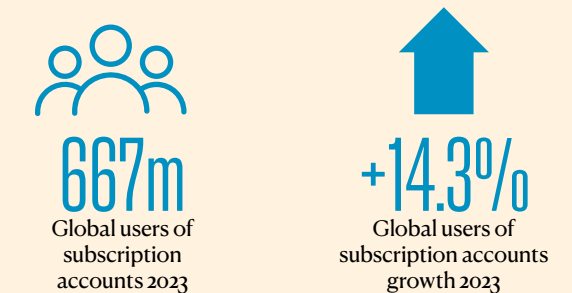 667m
Global users of
subscription
accounts 2023
+14.3%
Global users of
subscription accounts
growth 2023